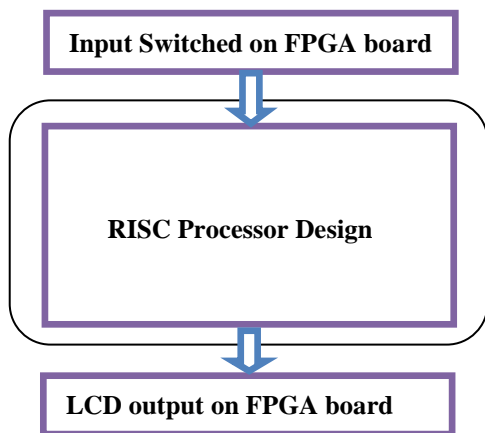 Input Switched on FPGA board
RISC Processor Design
LCD output on FPGA board